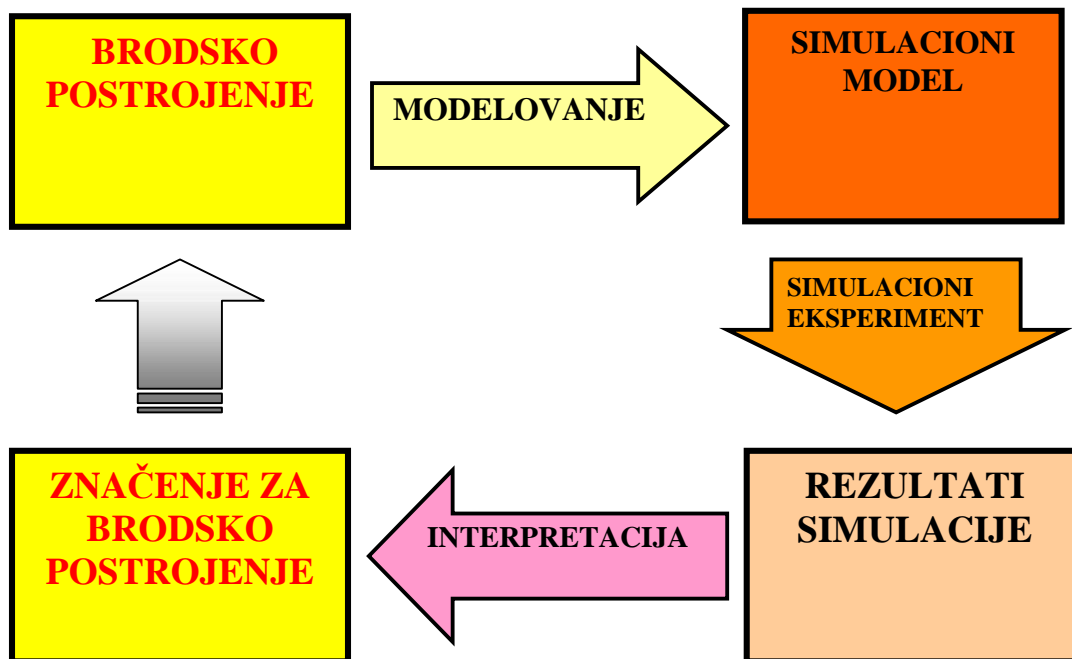 BRODSKO
POSTROJENJE
MODELOVANJE
SIMULACIONI
MODEL
SIMULACIONI
EKSPERIMENT
REZULTATI
SIMULACIJE
INTERPRETACIJA
ZNAČENJE ZA
BRODSKO
POSTROJENJE